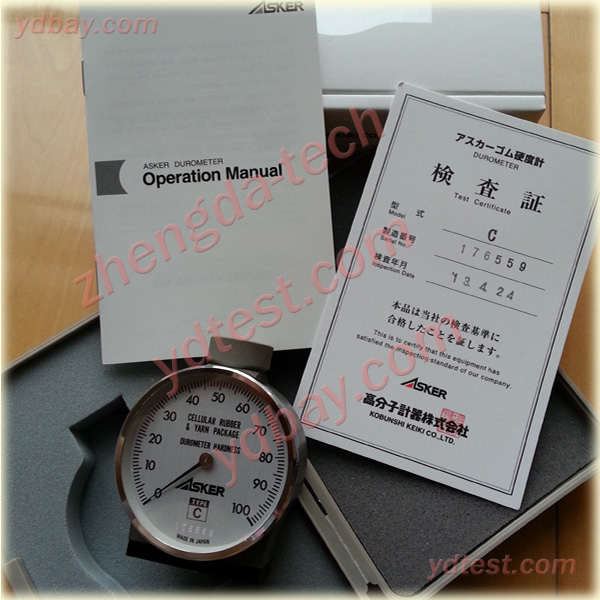 ydbay.com
ASKER
ydtest.com
ASKER DUROMETER
Operation Manual
アスカーゴム硬度計
DUROMETER
検査証
Test Certificate
型式 C
Model
製造番号 176559
Serial No.
検査年月 '13.4.24
Inspection Date
本品は当社の検査基準に
合格したことを証します。
This is to certify that this equipment has
satisfied the inspection standard of our company.
ASKER
高分子計器株式会社
KOBUNSHI KEIKI CO.,LTD.
zhengda-tech
ydtest.com
ydbay.com
0 10 20 30 40 50 60 70 80 90 100
CELLULAR RUBBER
& YARN PACKAGE
DUROMETER HARDNESS
ASKER
TYPE
C
MADE IN JAPAN
ydtest.com